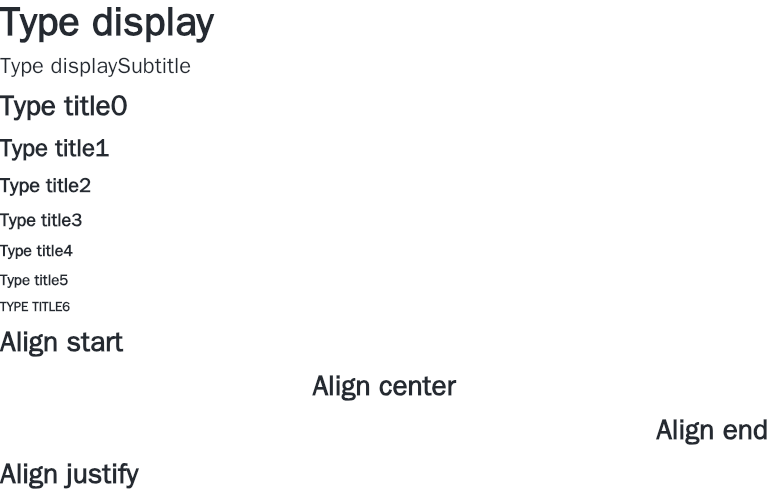 Type display
Type displaySubtitle
Type title0
Type title1
Type title2
Type title3
Type title4
Type title5
TYPE TITLE6
Align start
Align center
Align end
Align justify